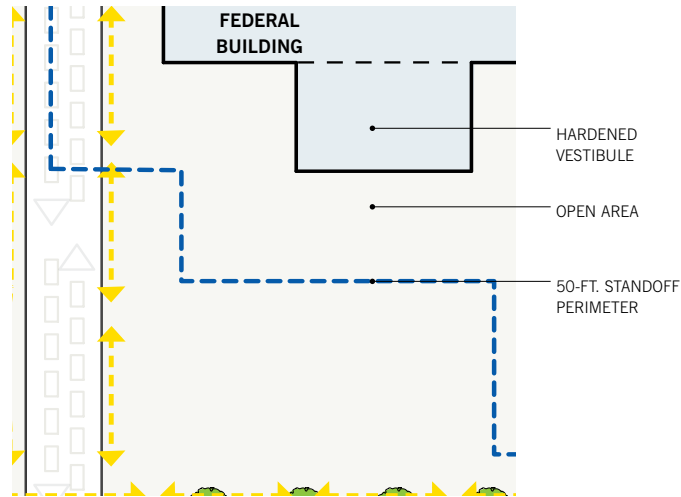 FEDERAL
BUILDING
HARDENED
VESTIBULE
OPEN AREA
50-FT. STANDOFF
PERIMETER